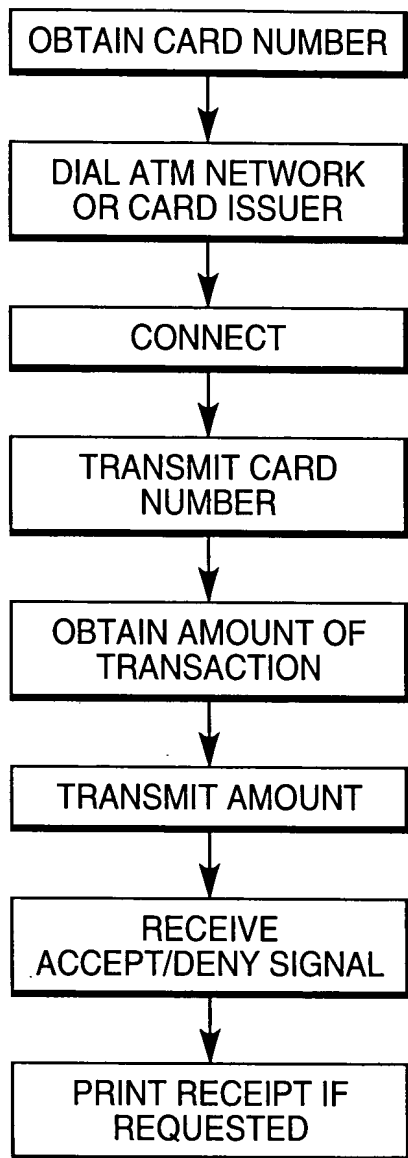 OBTAIN CARD NUMBER
DIAL ATM NETWORK
OR CARD ISSUER
CONNECT
TRANSMIT CARD
NUMBER
OBTAIN AMOUNT OF
TRANSACTION
TRANSMIT AMOUNT
RECEIVE
ACCEPT/DENY SIGNAL
PRINT RECEIPT IF
REQUESTED